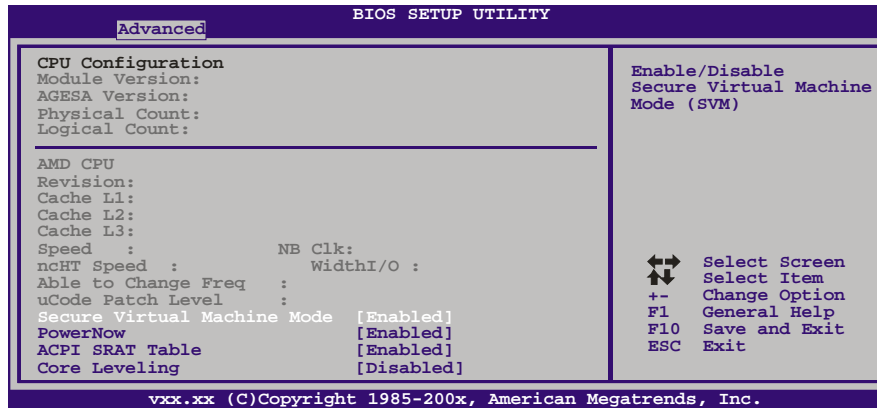 BIOS SETUP UTILITY
Advanced
CPU Configuration
Module Version:
AGESA Version:
Physical Count:
Logical Count:
AMD CPU
Revision:
Cache L1:
Cache L2:
Cache L3:
Speed : NB Clk:
ncHT Speed : WidthI/O :
Able to Change Freq :
uCode Patch Level :
Secure Virtual Machine Mode [Enabled]
PowerNow [Enabled]
ACPI SRAT Table [Enabled]
Core Leveling [Disabled]
Enable/Disable
Secure Virtual Machine
Mode (SVM)
Select Screen
Select Item
+- Change Option
F1 General Help
F10 Save and Exit
ESC Exit
vxx.xx (C)Copyright 1985-200x, American Megatrends, Inc.